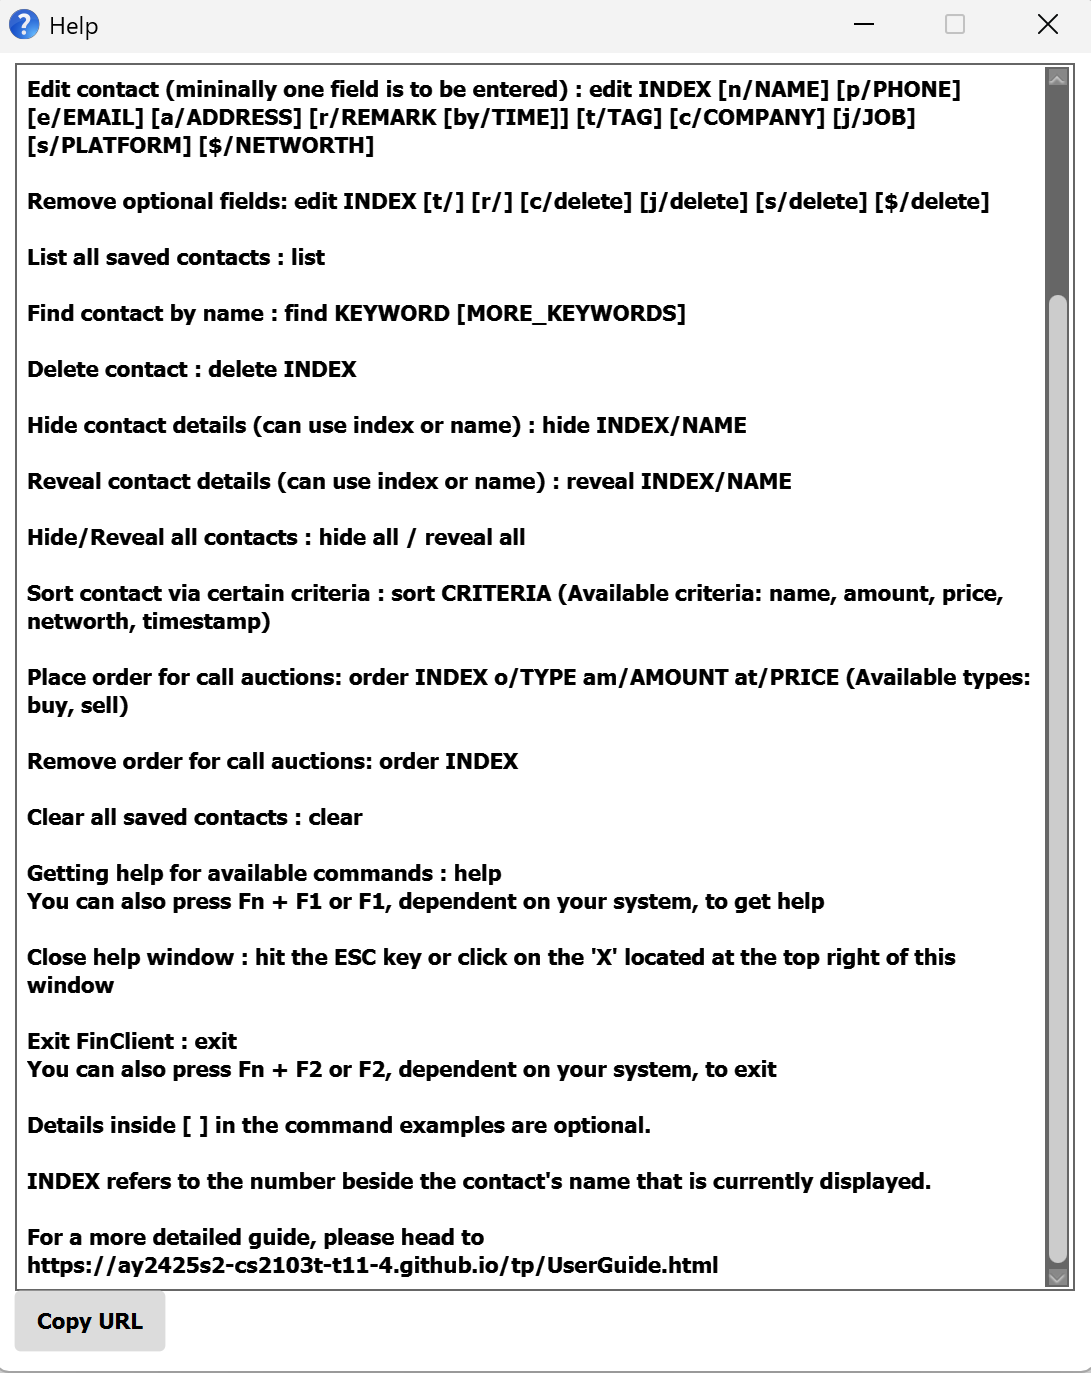 Help
Edit contact (mininally one field is to be entered) : edit INDEX [n/NAME] [p/PHONE]
[e/EMAIL] [a/ADDRESS] [r/REMARK [by/TIME]] [t/TAG] [c/COMPANY] [j/JOB]
[s/PLATFORM] [$/NETWORTH]
Remove optional fields: edit INDEX [t/] [r/] [c/delete] [j/delete] [s/delete] [$/delete]
List all saved contacts : list
Find contact by name : find KEYWORD [MORE_KEYWORDS]
Delete contact : delete INDEX
Hide contact details (can use index or name) : hide INDEX/NAME
Reveal contact details (can use index or name) : reveal INDEX/NAME
Hide/Reveal all contacts : hide all / reveal all
Sort contact via certain criteria : sort CRITERIA (Available criteria: name, amount, price,
networth, timestamp)
Place order for call auctions: order INDEX o/TYPE am/AMOUNT at/PRICE (Available types:
buy, sell)
Remove order for call auctions: order INDEX
Clear all saved contacts : clear
Getting help for available commands : help
You can also press Fn + F1 or F1, dependent on your system, to get help
Close help window : hit the ESC key or click on the 'X' located at the top right of this
window
Exit FinClient : exit
You can also press Fn + F2 or F2, dependent on your system, to exit
Details inside [ ] in the command examples are optional.
INDEX refers to the number beside the contact's name that is currently displayed.
For a more detailed guide, please head to
https://ay2425s2-cs2103t-t11-4.github.io/tp/UserGuide.html
Copy URL